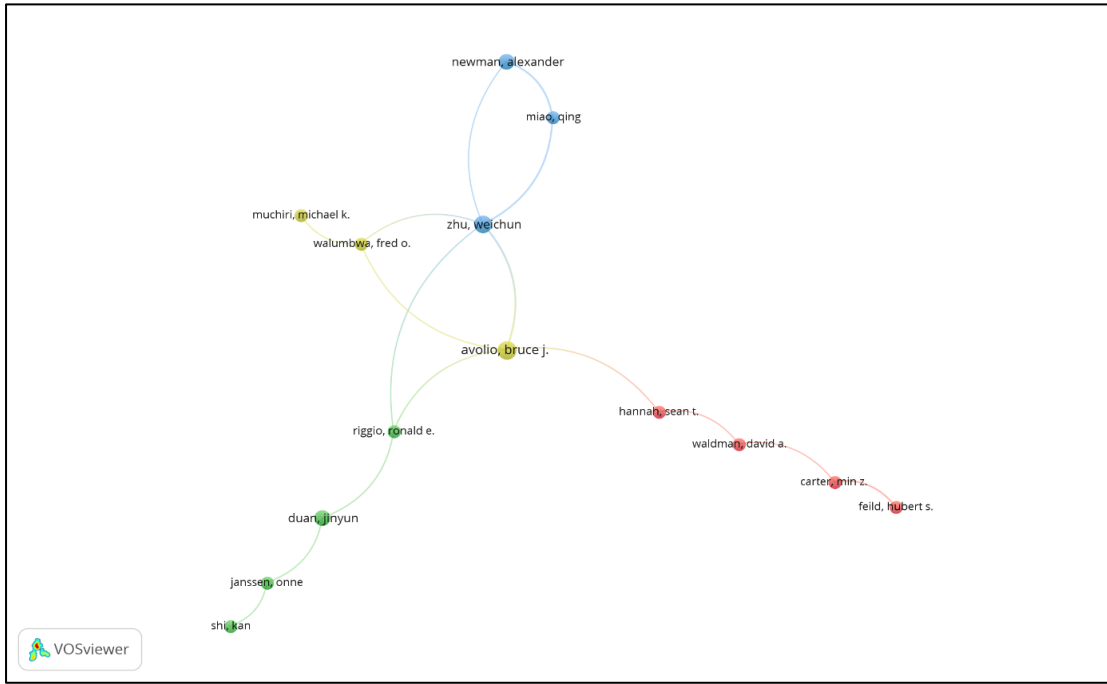 newman, alexander
miao, qing
muchiri, michael k.
zhu, weichun
walumbwa, fred o.
avolio, bruce j.
hannah, sean t.
riggio, ronald e.
waldman, david a.
carter, min z.
feild, hubert s.
duan, jinyun
janssen, onne
shi, kan
VOSviewer